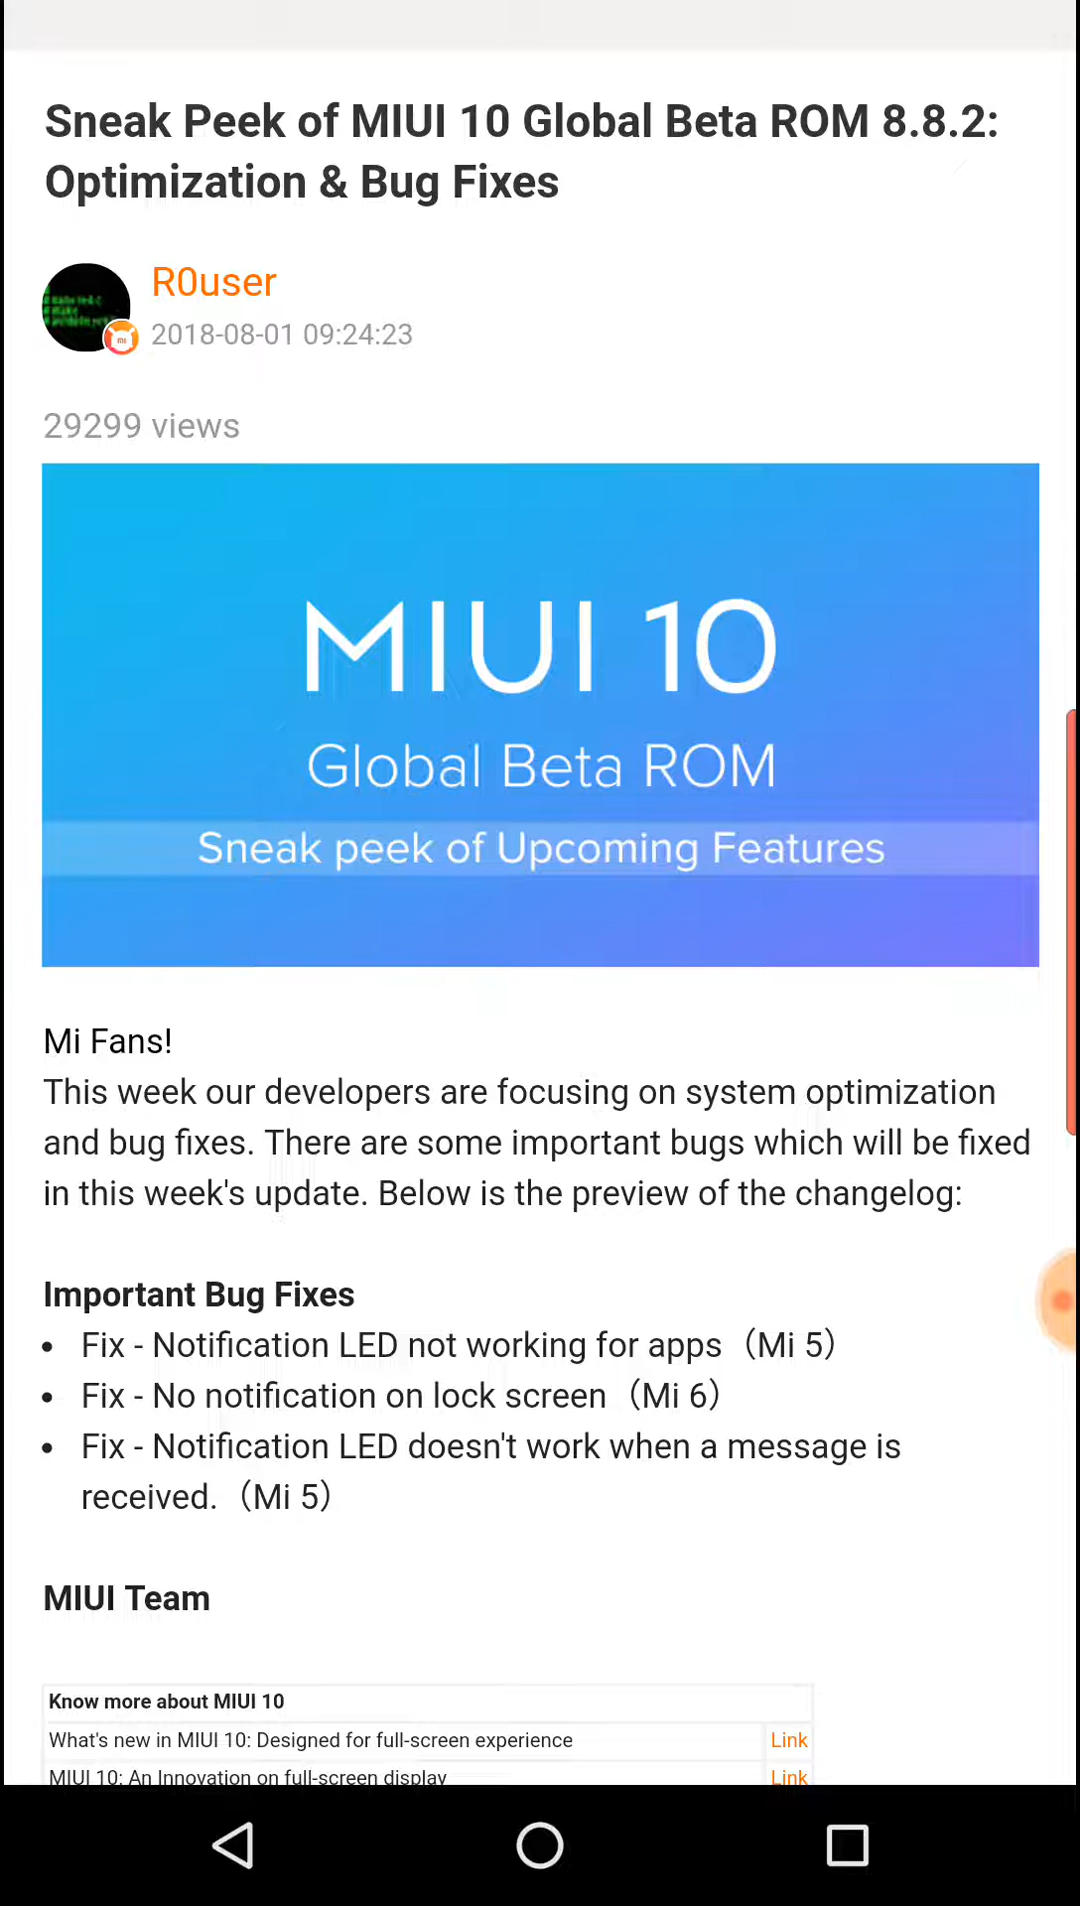 Sneak Peek of MIUI 10 Global Beta ROM 8.8.2:
Optimization & Bug Fixes
R0user
2018-08-01 09:24:23
29299 views
MIUI 10
Global Beta ROM
Sneak peek of Upcoming Features
Mi Fans!
This week our developers are focusing on system optimization
and bug fixes. There are some important bugs which will be fixed
in this week's update. Below is the preview of the changelog:
Important Bug Fixes
• Fix - Notification LED not working for apps（Mi 5）
• Fix - No notification on lock screen（Mi 6）
• Fix - Notification LED doesn't work when a message is
received.（Mi 5）
MIUI Team
Know more about MIUI 10
What's new in MIUI 10: Designed for full-screen experience Link
MIUI 10: An Innovation on full-screen display Link